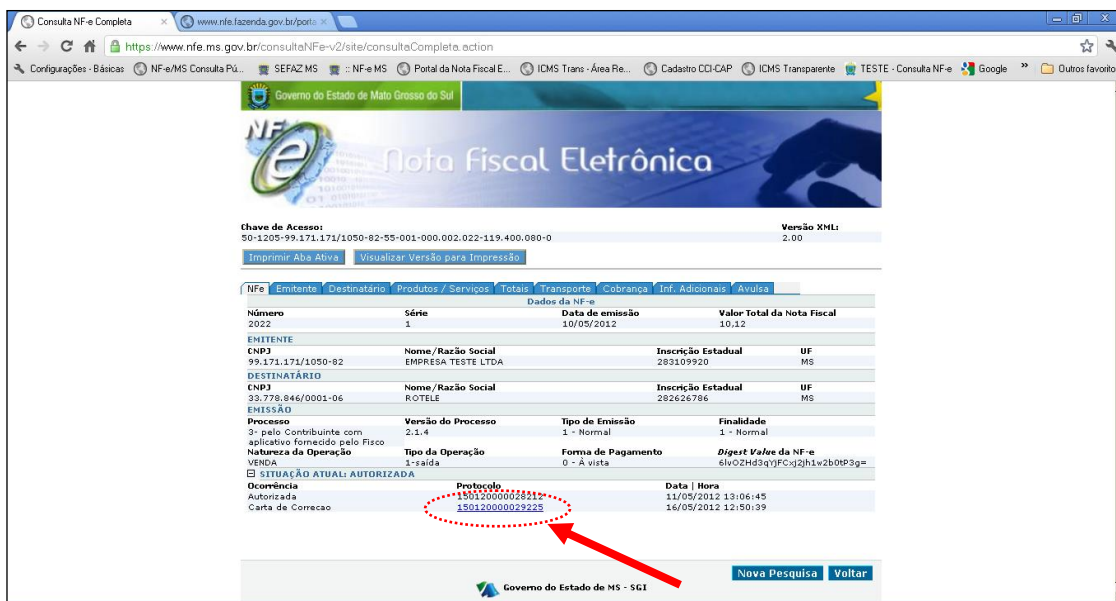 Consulta NF-e Completa
www.nfe.fazenda.gov.br/porta
https://www.nfe.ms.gov.br/consultaNFe-v2/site/consultaCompleta.action
Configurações - Básicas NF-e/MS Consulta Pú... SEFAZ MS :: NF-e MS Portal da Nota Fiscal E... ICMS Trans - Área Re... Cadastro CCI-CAP ICMS Transparente TESTE - Consulta NF-e Google » Outros favorito
Governo do Estado de Mato Grosso do Sul
NF e Nota Fiscal Eletrônica
Chave de Acesso: Versão XML:
50-1205-99.171.171/1050-82-55-001-000.002.022-119.400.080-0 2.00
Imprimir Aba Ativa Visualizar Versão para Impressão
NFe Emitente Destinatário Produtos / Serviços Totais Transporte Cobrança Inf. Adicionais Avulsa
Dados da NF-e
Número Série Data de emissão Valor Total da Nota Fiscal
2022 1 10/05/2012 10,12
EMITENTE
CNPJ Nome/Razão Social Inscrição Estadual UF
99.171.171/1050-82 EMPRESA TESTE LTDA 283109920 MS
DESTINATÁRIO
CNPJ Nome/Razão Social Inscrição Estadual UF
33.778.846/0001-06 ROTELE 282626786 MS
EMISSÃO
Processo Versão do Processo Tipo de Emissão Finalidade
3- pelo Contribuinte com 2.1.4 1 - Normal 1 - Normal
aplicativo fornecido pelo Fisco
Natureza da Operação Tipo da Operação Forma de Pagamento Digest Value da NF-e
VENDA 1-saída 0 - À vista 6lvOZHd3qYjFCxj2jh1w2b0tP3g=
SITUAÇÃO ATUAL: AUTORIZADA
Ocorrência Protocolo Data | Hora
Autorizada 150120000028212 11/05/2012 13:06:45
Carta de Correcao 150120000029225 16/05/2012 12:50:39
Nova Pesquisa Voltar
Governo do Estado de MS - SGI